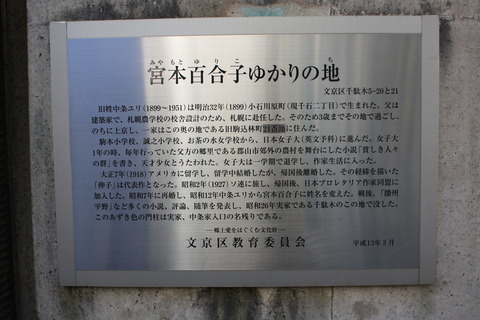 みやもとゆりこ ち
宮本百合子ゆかりの地
文京区千駄木5-20と21
旧姓中条ユリ(1899～1951)は明治32年(1899)小石川原町(現千石二丁目)で生まれた。父は
建築家で、札幌農学校の校舎設計のため、札幌に赴任した。そのため3歳までその地で過ごし、
のちに上京し、一家はこの奥の地である旧駒込林町21番地に住んだ。
駒本小学校、誠之小学校、お茶の水女学校から、日本女子大(英文予科)に進んだ。女子大
1年の時、毎年行っていた父方の郷里である郡山市郊外の農村を舞台にした小説「貧しき人々
の群」を書き、天才少女とうたわれた。女子大は一学期で退学し、作家生活に入った。
大正7年(1918)アメリカに留学し、留学中結婚したが、帰国後離婚した。その経緯を描いた
「伸子」は代表作となった。昭和2年(1927)ソ連に旅し、帰国後、日本プロレタリア作家同盟に
加入した。昭和7年に再婚し、昭和12年中条ユリから宮本百合子に姓名を変えた。戦後、「播州
平野」など多くの小説、評論、随筆を発表し、昭和26年実家である千駄木のこの地で没した。
このあずき色の門柱は実家、中条家入口の名残りである。
―郷土愛をはぐくむ文化財―
文京区教育委員会
平成13年3月